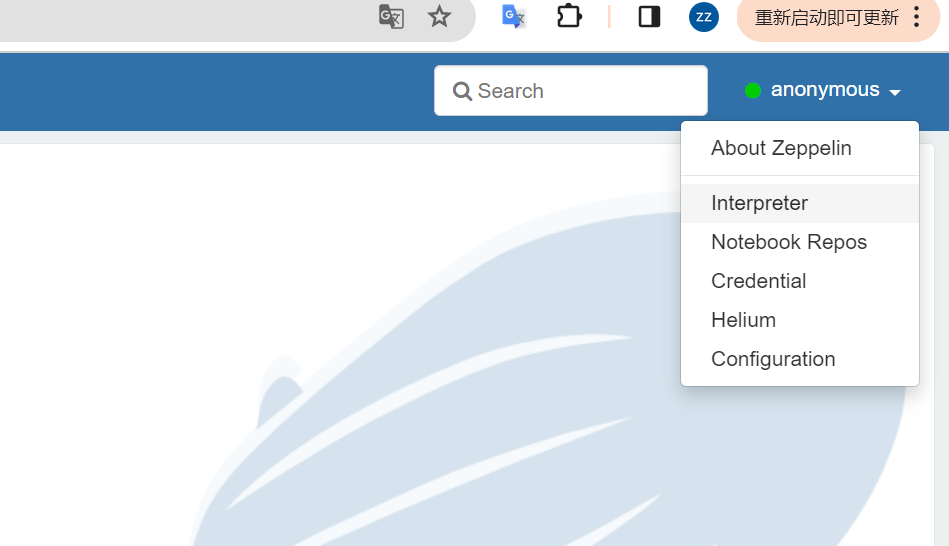 ZZ
重新启动即可更新
Search
anonymous
About Zeppelin
Interpreter
Notebook Repos
Credential
Helium
Configuration